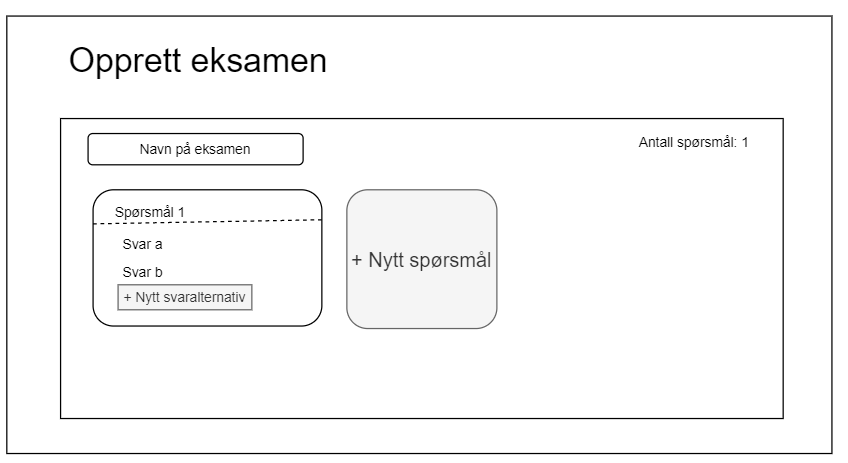 Opprett eksamen
Navn på eksamen
Antall spørsmål: 1
Spørsmål 1
Svar a
Svar b
+ Nytt svaralternativ
+ Nytt spørsmål